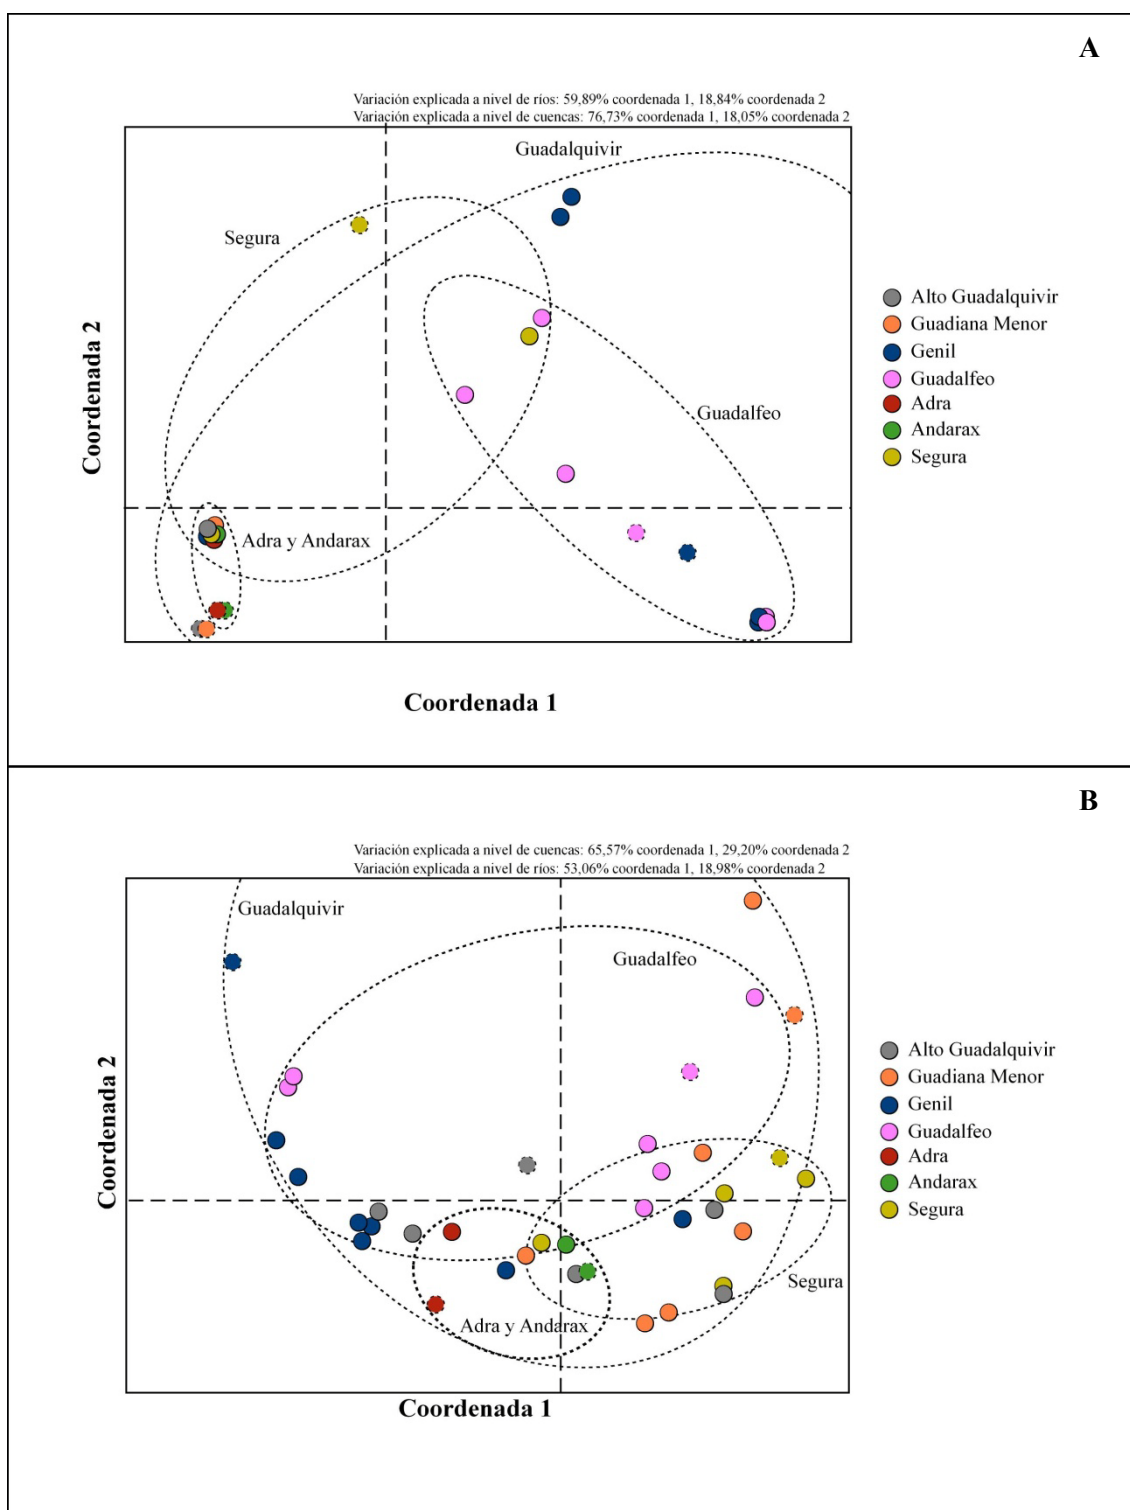 A
Variación explicada a nivel de ríos: 59,89% coordenada 1, 18,84% coordenada 2
Variación explicada a nivel de cuencas: 76,73% coordenada 1, 18,05% coordenada 2
Guadalquivir
Segura
Guadalfeo
Adra y Andarax
Coordenada 2
Coordenada 1
Alto Guadalquivir
Guadiana Menor
Genil
Guadalfeo
Adra
Andarax
Segura
B
Variación explicada a nivel de cuencas: 65,57% coordenada 1, 29,20% coordenada 2
Variación explicada a nivel de ríos: 53,06% coordenada 1, 18,98% coordenada 2
Guadalquivir
Guadalfeo
Segura
Adra y Andarax
Coordenada 2
Coordenada 1
Alto Guadalquivir
Guadiana Menor
Genil
Guadalfeo
Adra
Andarax
Segura